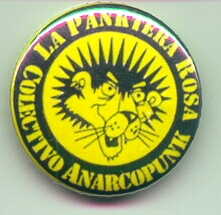 LA PANKTERA ROSA
COLECTIVO ANARCOPUNK